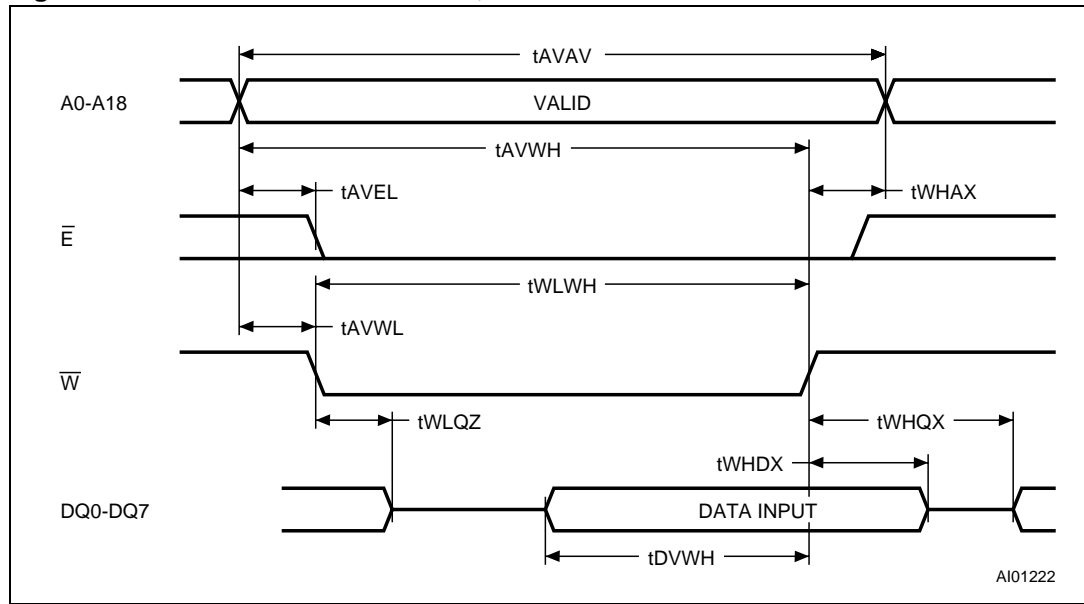 tAVAV
A0-A18
VALID
tAVWH
tAVEL
tWHAX
E̅
tWLWH
tAVWL
W̅
tWLQZ
tWHQX
tWHDX
DQ0-DQ7
DATA INPUT
tDVWH
AI01222